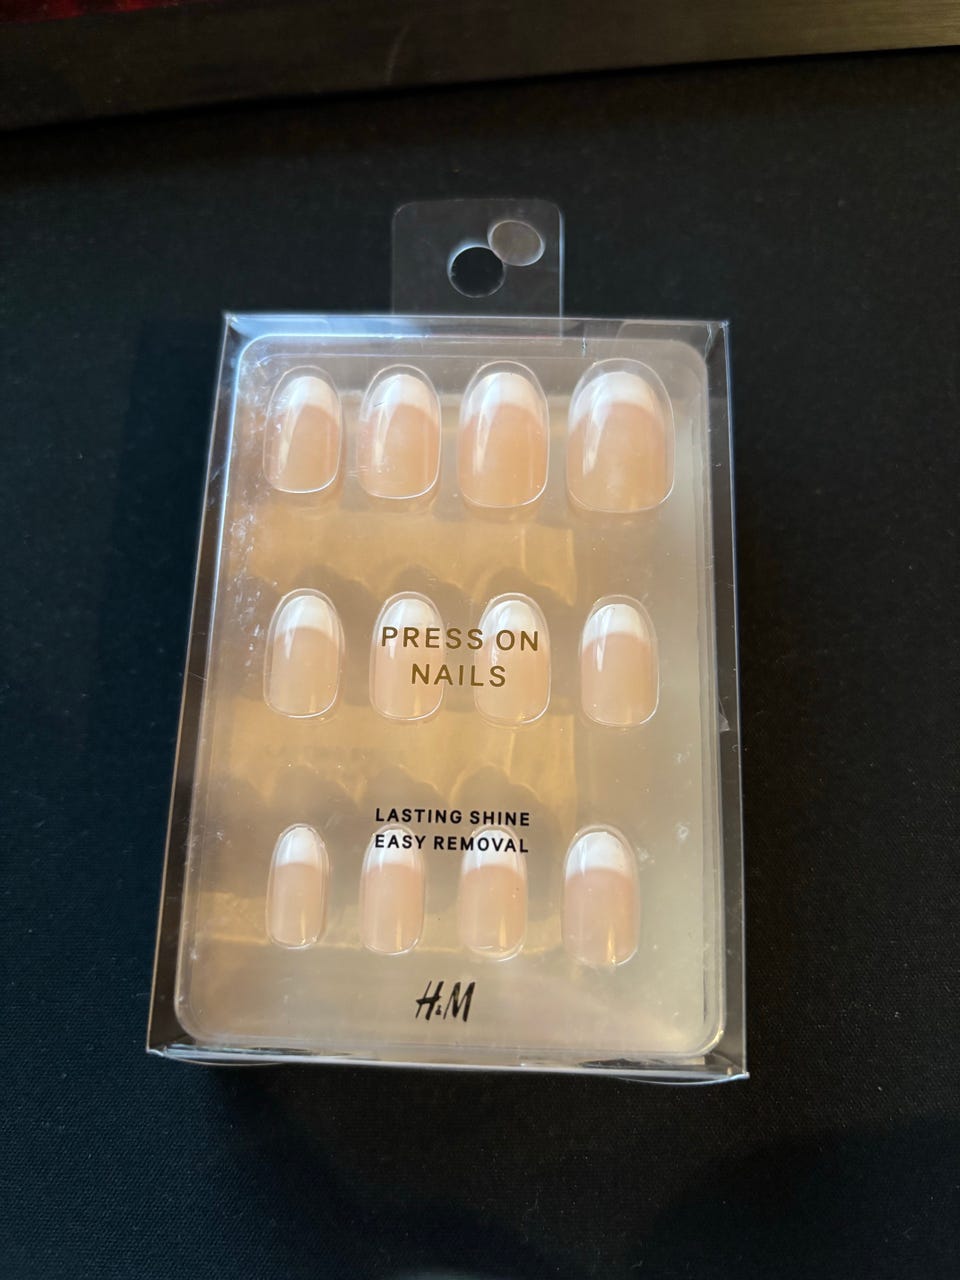 PRESS ON
NAILS
LASTING SHINE
EASY REMOVAL
H&M